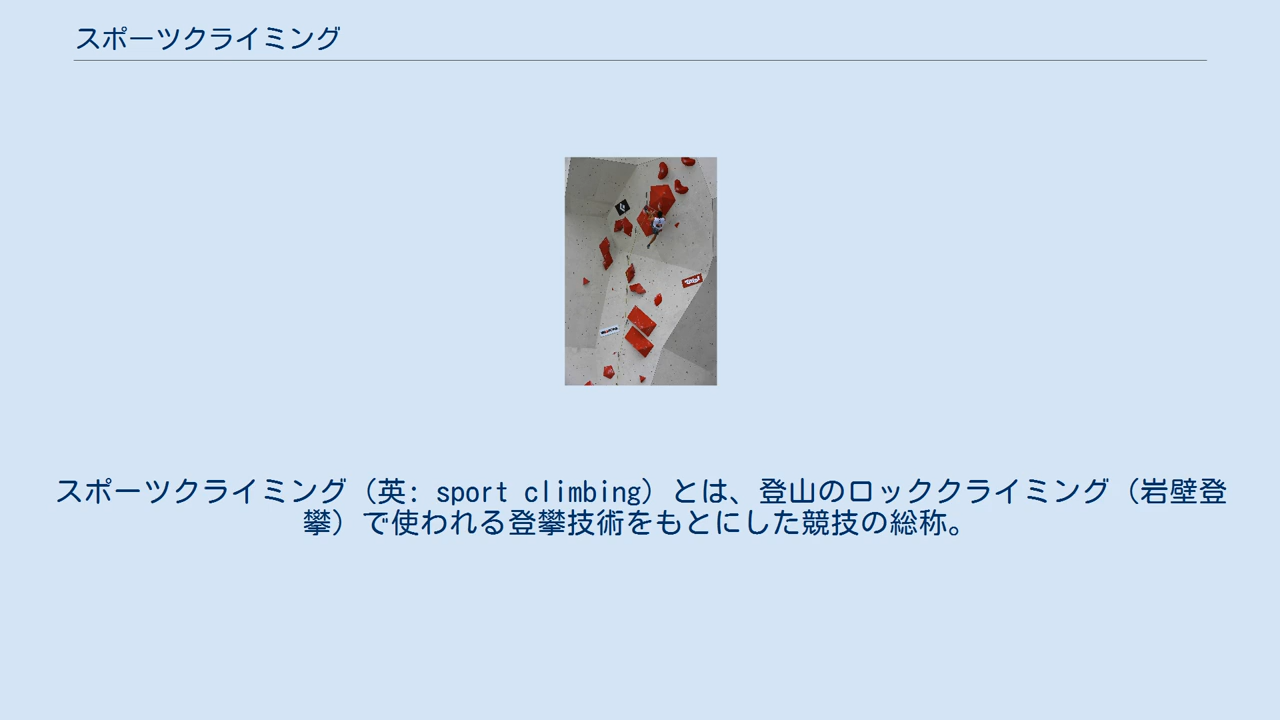 スポーツクライミング
スポーツクライミング（英: sport climbing）とは、登山のロッククライミング（岩壁登
攀）で使われる登攀技術をもとにした競技の総称。